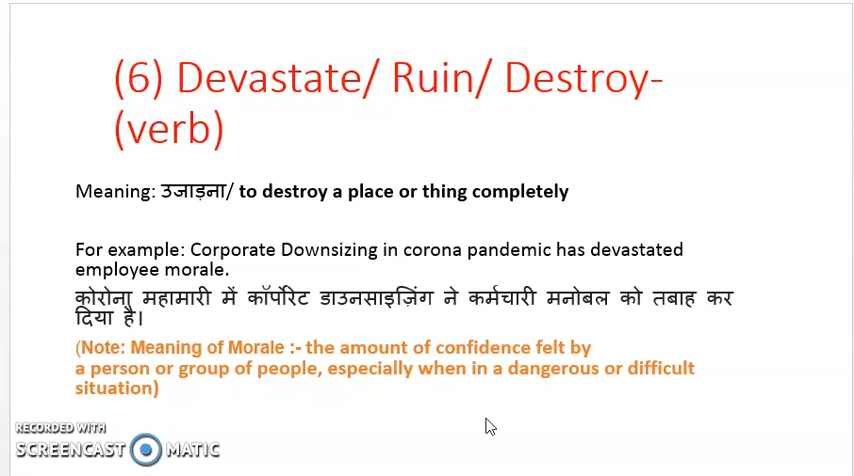 (6) Devastate/ Ruin/ Destroy-
(verb)
Meaning: उजाड़ना/ to destroy a place or thing completely
For example: Corporate Downsizing in corona pandemic has devastated
employee morale.
कोरोना महामारी में कॉर्पोरेट डाउनसाइज़िंग ने कर्मचारी मनोबल को तबाह कर
दिया है।
(Note: Meaning of Morale :- the amount of confidence felt by
a person or group of people, especially when in a dangerous or difficult
situation)
RECORDED WITH
SCREENCAST MATIC